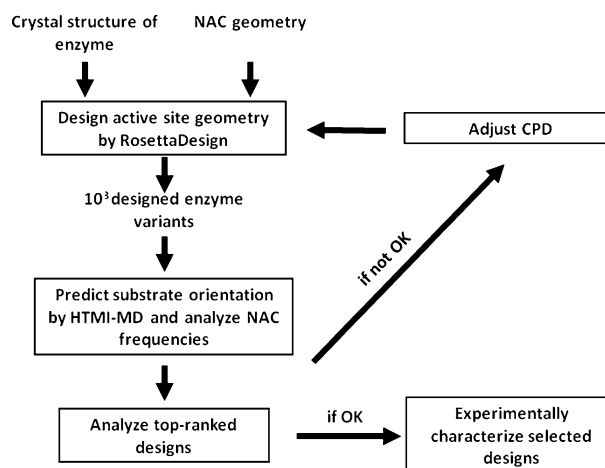 Crystal structure of
enzyme
NAC geometry
Design active site geometry
by RosettaDesign
Adjust CPD
10³ designed enzyme
variants
if not OK
Predict substrate orientation
by HTMI-MD and analyze NAC
frequencies
Analyze top-ranked
designs
if OK
Experimentally
characterize selected
designs